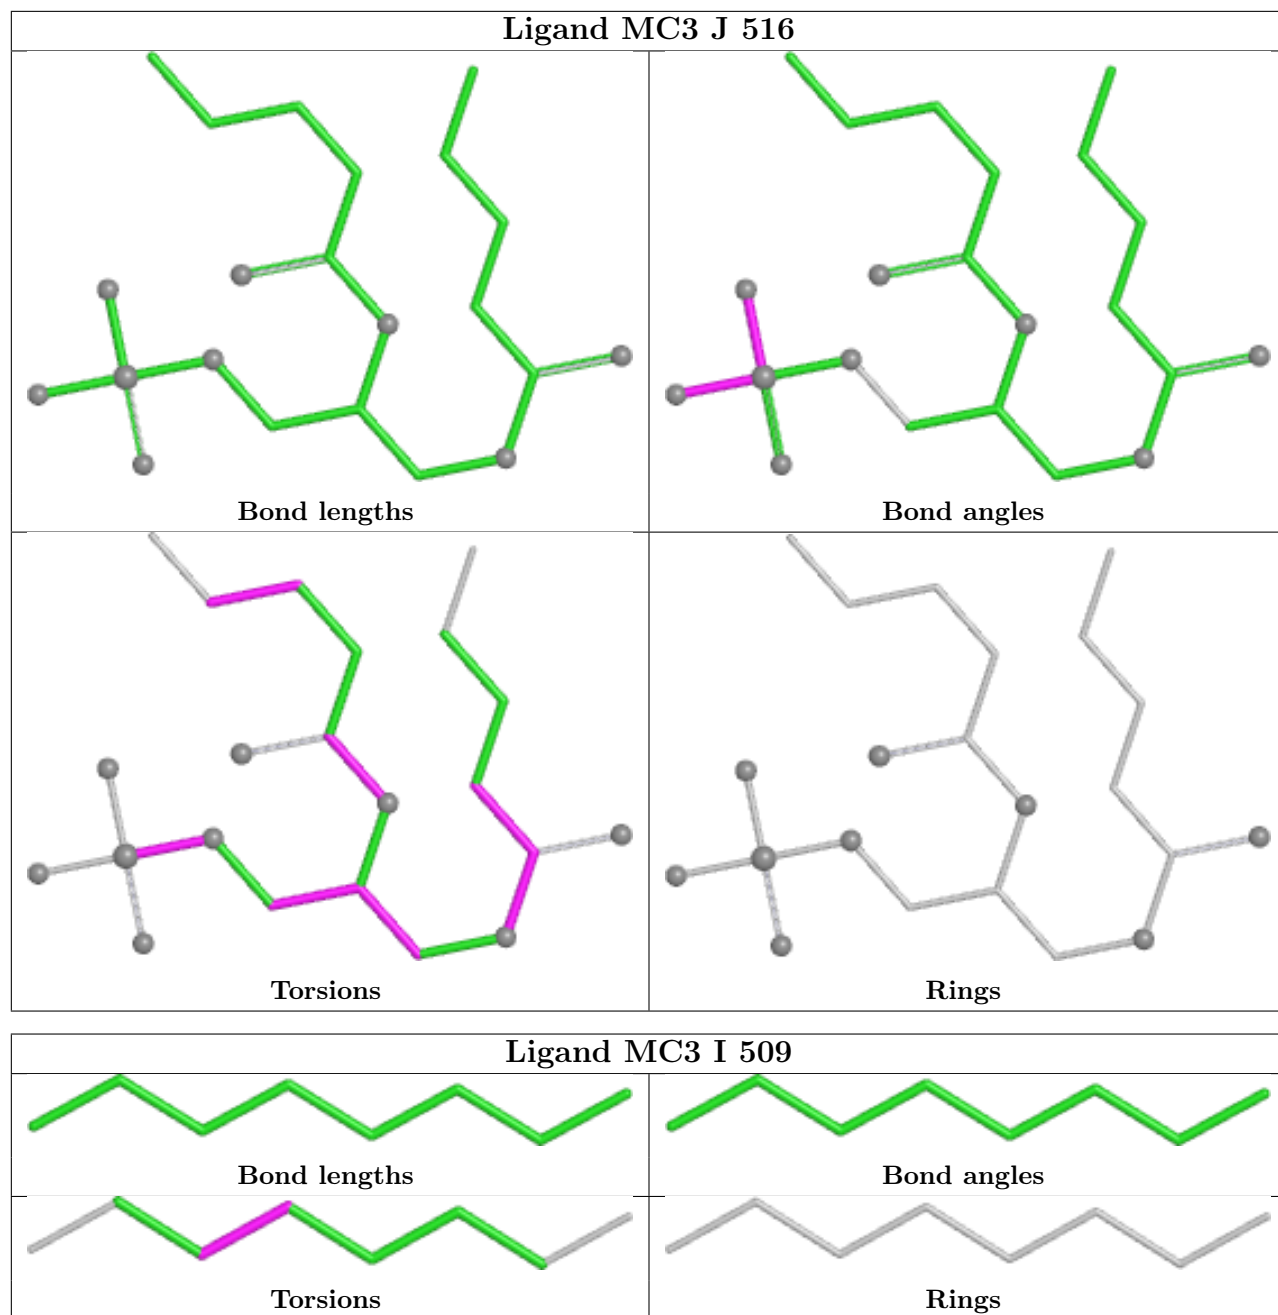 Ligand MC3 J 516
Bond lengths
Bond angles
Torsions
Rings
Ligand MC3 I 509
Bond lengths
Bond angles
Torsions
Rings